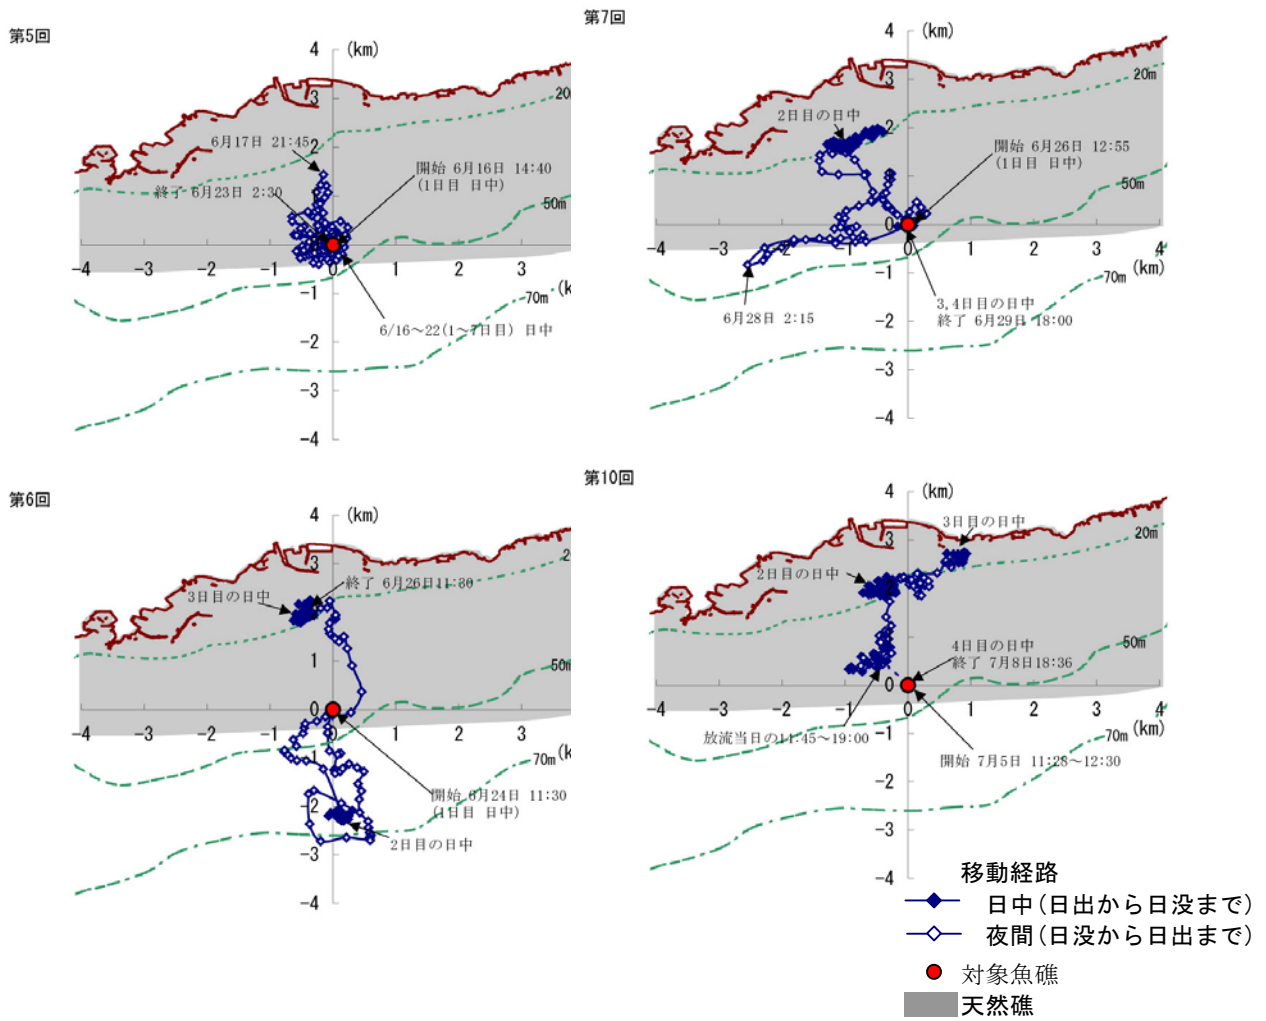 第5回
4 (km)
3
20
2
6月17日 21:45
開始 6月16日 14:40
(1日目 日中)
終了 6月23日 2:30
50m
-4 -3 -2 -1 0 1 2 3
-1
70m (k
6/16～22(1～7日目) 日中
-2
-3
-4
第7回
4 (km)
3
20m
2日目の日中
2
開始 6月26日 12:55
(1日目 日中)
50m
0
-4 -3 -2 -1 0 1 2 3 4
(km)
-1
70m
3,4日目の日中
終了 6月29日 18:00
6月28日 2:15
-2
-3
-4
第6回
4 (km)
3
2
終了 6月26日11:30
3日目の日中
1
50m
0
-4 -3 -2 -1 0 1 2 3
1
70m (k
開始 6月24日 11:30
(1日目 日中)
-2
2日目の日中
-3
-4
第10回
4 (km)
3日目の日中
3
20m
2日目の日中
4日目の日中
終了 7月8日18:36
50m
0
-4 -3 -2 -1 0 1 2 3 4
(km)
-1
70m
放流当日の11:45～19:00
開始 7月5日 11:28～12:30
-2
-3
-4
移動経路
日中(日出から日没まで)
夜間(日没から日出まで)
対象魚礁
天然礁